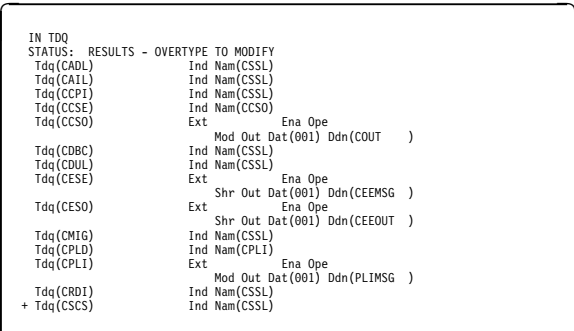 IN TDQ
STATUS: RESULTS - OVERTYPE TO MODIFY
Tdq(CADL) Ind Nam(CSSL)
Tdq(CAIL) Ind Nam(CSSL)
Tdq(CCPI) Ind Nam(CSSL)
Tdq(CCSE) Ind Nam(CCSO)
Tdq(CCSO) Ext Ena Ope
Mod Out Dat(001) Ddn(COUT )
Tdq(CDBC) Ind Nam(CSSL)
Tdq(CDUL) Ind Nam(CSSL)
Tdq(CESE) Ext Ena Ope
Shr Out Dat(001) Ddn(CEEMSG )
Tdq(CESO) Ext Ena Ope
Shr Out Dat(001) Ddn(CEEOUT )
Tdq(CMIG) Ind Nam(CSSL)
Tdq(CPLD) Ind Nam(CPLI)
Tdq(CPLI) Ext Ena Ope
Mod Out Dat(001) Ddn(PLIMSG )
Tdq(CRDI) Ind Nam(CSSL)
+ Tdq(CSCS) Ind Nam(CSSL)